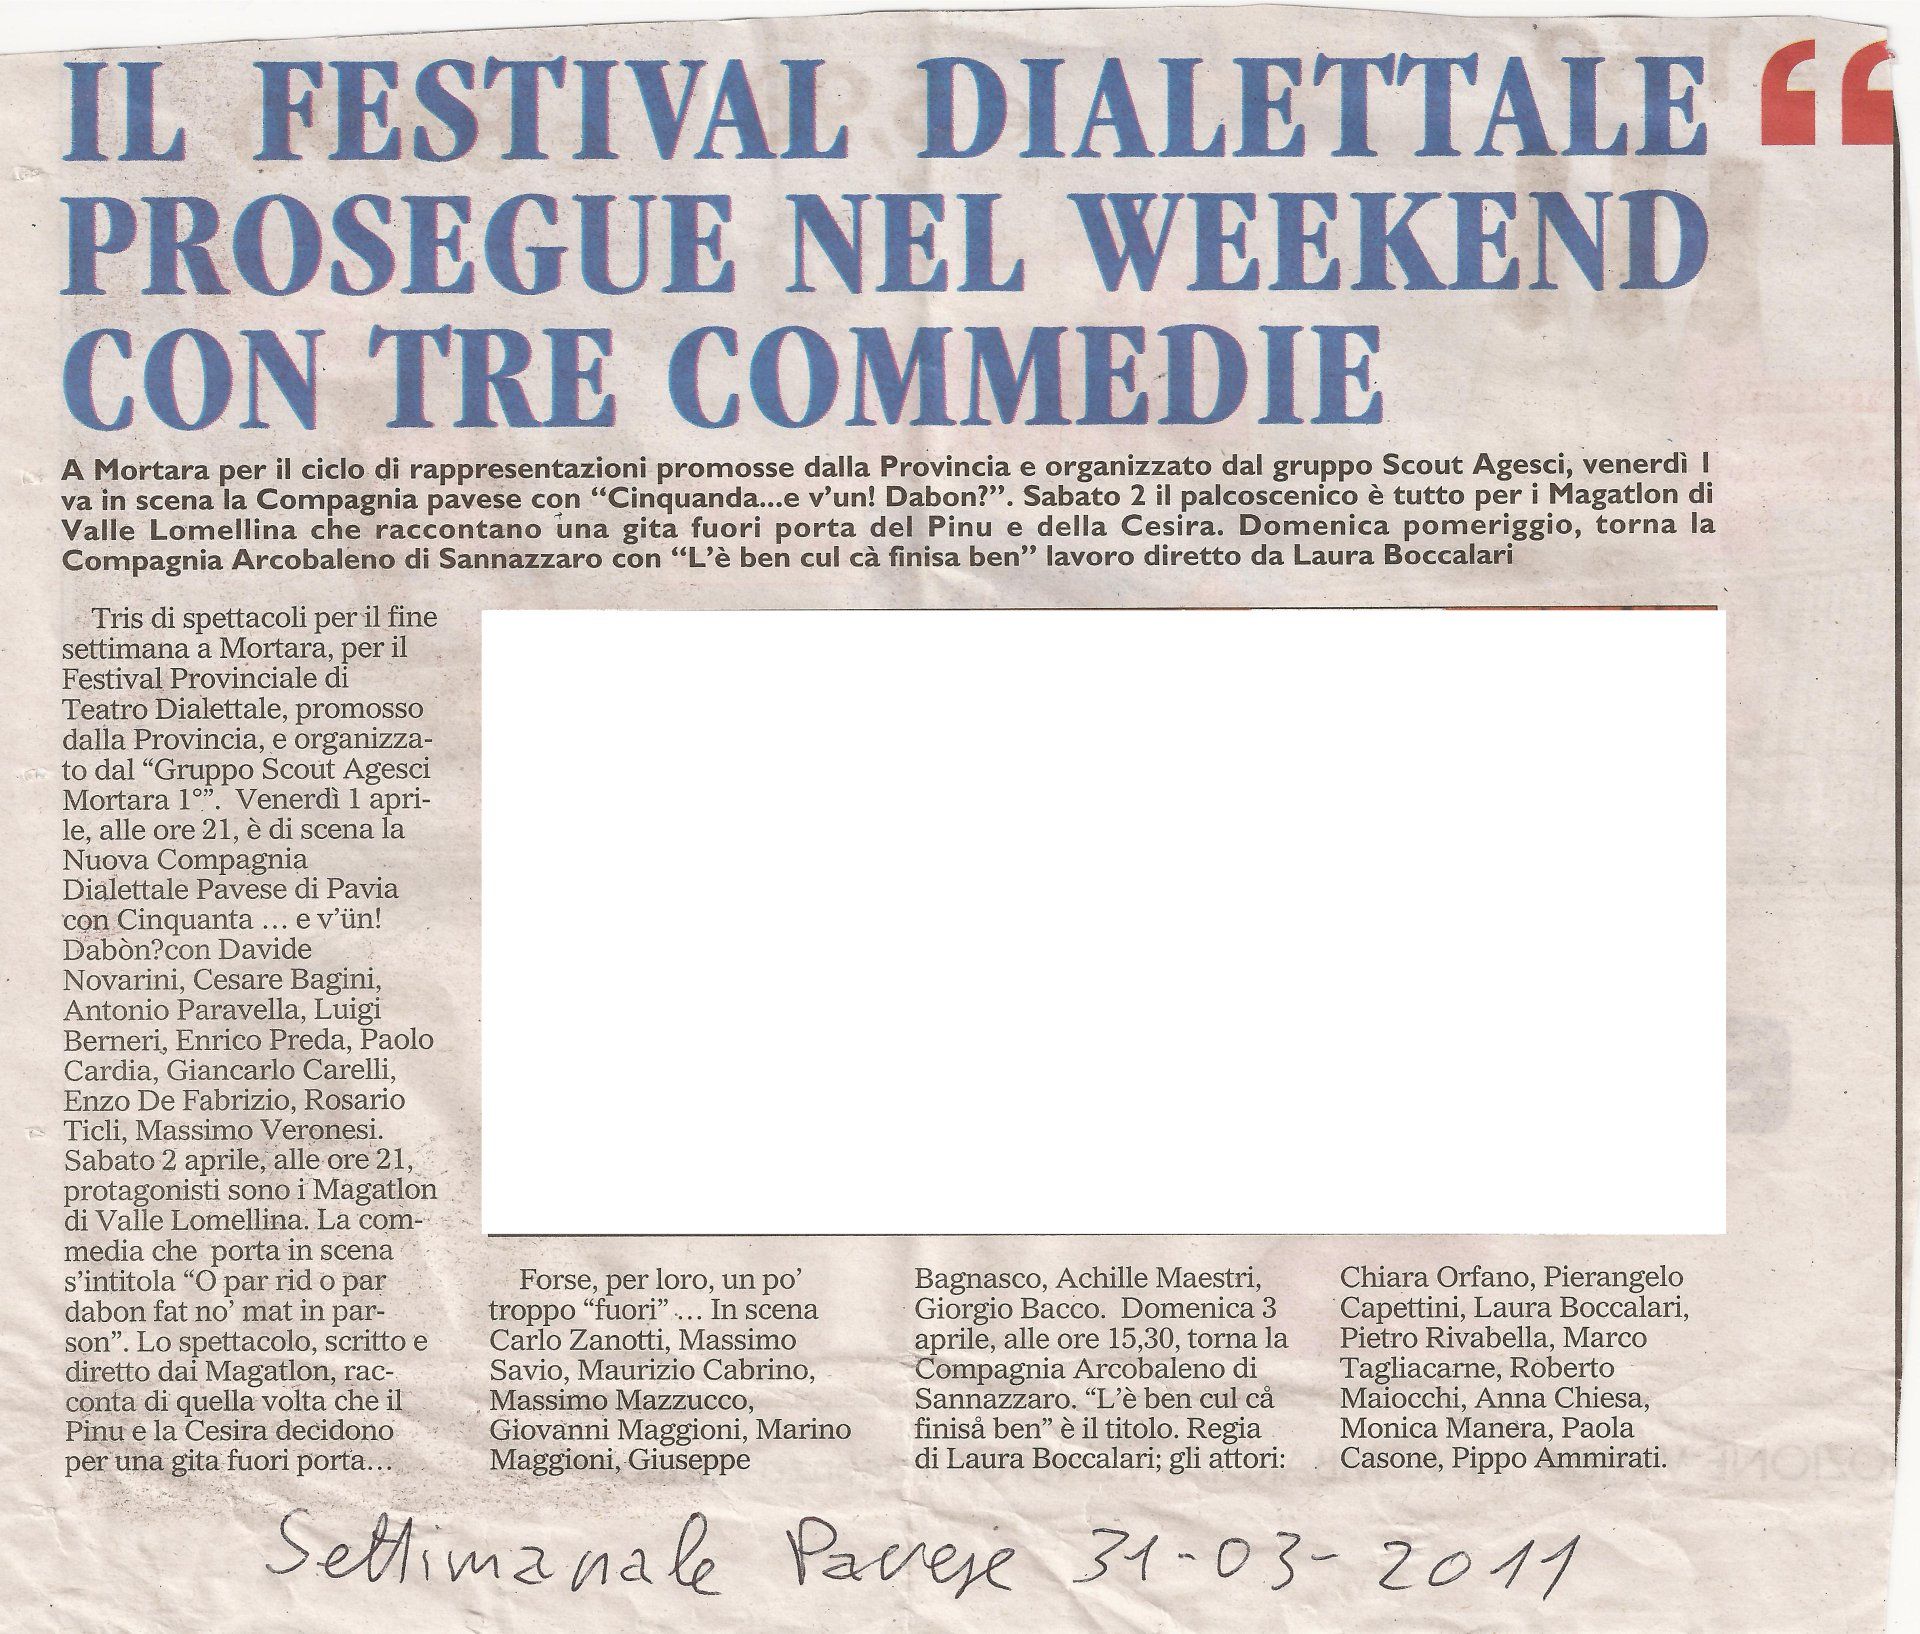 IL FESTIVAL DIALETTALE “
PROSEGUE NEL WEEKEND
CON TRE COMMEDIE
A Mortara per il ciclo di rappresentazioni promosse dalla Provincia e organizzato dal gruppo Scout Agesci, venerdì 1
va in scena la Compagnia pavese con “Cinquanda...e v'un! Dabon?”. Sabato 2 il palcoscenico è tutto per i Magatlon di
Valle Lomellina che raccontano una gita fuori porta del Pinu e della Cesira. Domenica pomeriggio, torna la
Compagnia Arcobaleno di Sannazzaro con “L'è ben cul cà finisa ben” lavoro diretto da Laura Boccalari
Tris di spettacoli per il fine
settimana a Mortara, per il
Festival Provinciale di
Teatro Dialettale, promosso
dalla Provincia, e organizza-
to dal “Gruppo Scout Agesci
Mortara 1°”. Venerdì 1 apri-
le, alle ore 21, è di scena la
Nuova Compagnia
Dialettale Pavese di Pavia
con Cinquanta … e v'ün!
Dabòn?con Davide
Novarini, Cesare Bagini,
Antonio Paravella, Luigi
Berneri, Enrico Preda, Paolo
Cardia, Giancarlo Carelli,
Enzo De Fabrizio, Rosario
Ticli, Massimo Veronesi.
Sabato 2 aprile, alle ore 21,
protagonisti sono i Magatlon
di Valle Lomellina. La com-
media che porta in scena
s'intitola “O par rid o par
dabon fat no' mat in par-
son”. Lo spettacolo, scritto e
diretto dai Magatlon, rac-
conta di quella volta che il
Pinu e la Cesira decidono
per una gita fuori porta…
Forse, per loro, un po'
troppo “fuori” … In scena
Carlo Zanotti, Massimo
Savio, Maurizio Cabrino,
Massimo Mazzucco,
Giovanni Maggioni, Marino
Maggioni, Giuseppe
Bagnasco, Achille Maestri,
Giorgio Bacco. Domenica 3
aprile, alle ore 15,30, torna la
Compagnia Arcobaleno di
Sannazzaro. “L'è ben cul cå
finiså ben” è il titolo. Regia
di Laura Boccalari; gli attori:
Chiara Orfano, Pierangelo
Capettini, Laura Boccalari,
Pietro Rivabella, Marco
Tagliacarne, Roberto
Maiocchi, Anna Chiesa,
Monica Manera, Paola
Casone, Pippo Ammirati.
Settimanale Pavese 31-03-2011